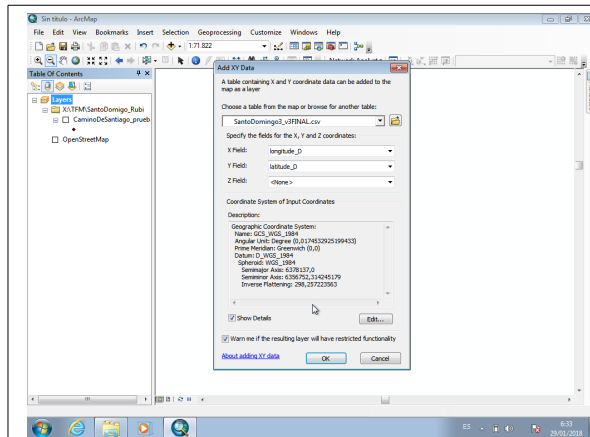 Sin título - ArcMap
File Edit View Bookmarks Insert Selection Geoprocessing Customize Windows Help
1:71.822
Network Analyst
Table Of Contents
Layers
X:\TFM\SantoDomigo_Rubi
CaminoDeSantiago_prueb
OpenStreetMap
Add XY Data
A table containing X and Y coordinate data can be added to the
map as a layer
Choose a table from the map or browse for another table:
SantoDomingo3_v3FINAL.csv
Specify the fields for the X, Y and Z coordinates:
X Field: longitude_D
Y Field: latitude_D
Z Field: <None>
Coordinate System of Input Coordinates
Description:
Geographic Coordinate System:
Name: GCS_WGS_1984
Angular Unit: Degree (0,0174532925199433)
Prime Meridian: Greenwich (0,0)
Datum: D_WGS_1984
Spheroid: WGS_1984
Semimajor Axis: 6378137,0
Semiminor Axis: 6356752,314245179
Inverse Flattening: 298,257223563
Show Details
Edit...
Warn me if the resulting layer will have restricted functionality
About adding XY data
OK
Cancel
ES
6:33
29/01/2018